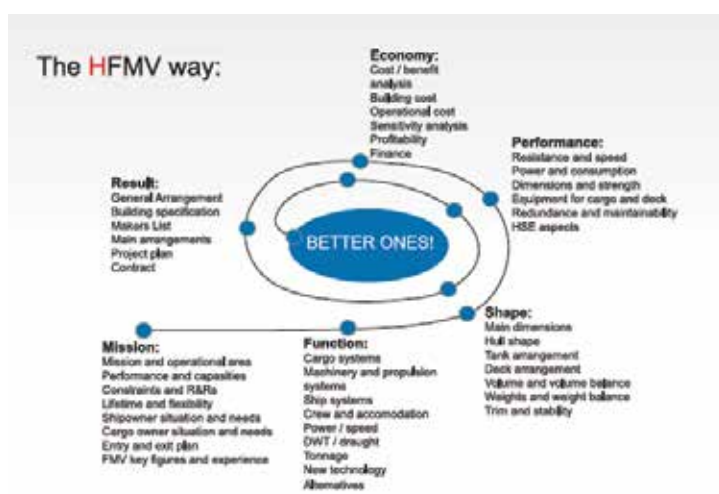 The HFMV way:
Economy:
Cost / benefit
analysis
Building cost
Operational cost
Sensitivity analysis
Profitability
Finance
Performance:
Resistance and speed
Power and consumption
Dimensions and strength
Equipment for cargo and deck
Redundance and maintainability
HSE aspects
Result:
General Arrangement
Building specification
Makers List
Main arrangements
Project plan
Contract
BETTER ONES!
Mission:
Mission and operational area
Performance and capasities
Constraints and R&Rs
Lifetime and flexibility
Shipowner situation and needs
Cargo owner situation and needs
Entry and exit plan
FMV key figures and experience
Function:
Cargo systems
Machinery and propulsion
systems
Ship systems
Crew and accomodation
Power / speed
DWT / draught
Tonnage
New technology
Alternatives
Shape:
Main dimensions
Hull shape
Tank arrangement
Deck arrangement
Volume and volume balance
Weights and weight balance
Trim and stability